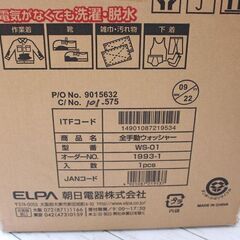 電気がなくても洗濯・脱水
作業着
靴
雑巾・汚れ物
下着
P/O No. 9015632
C/No. 101.575
09/22
ITFコード
14901087219534
品名
全手動ウォッシャー
型番
WS-01
オーダーNO.
1993-1
入数
1pcs
JANコード
ELPA 朝日電器株式会社